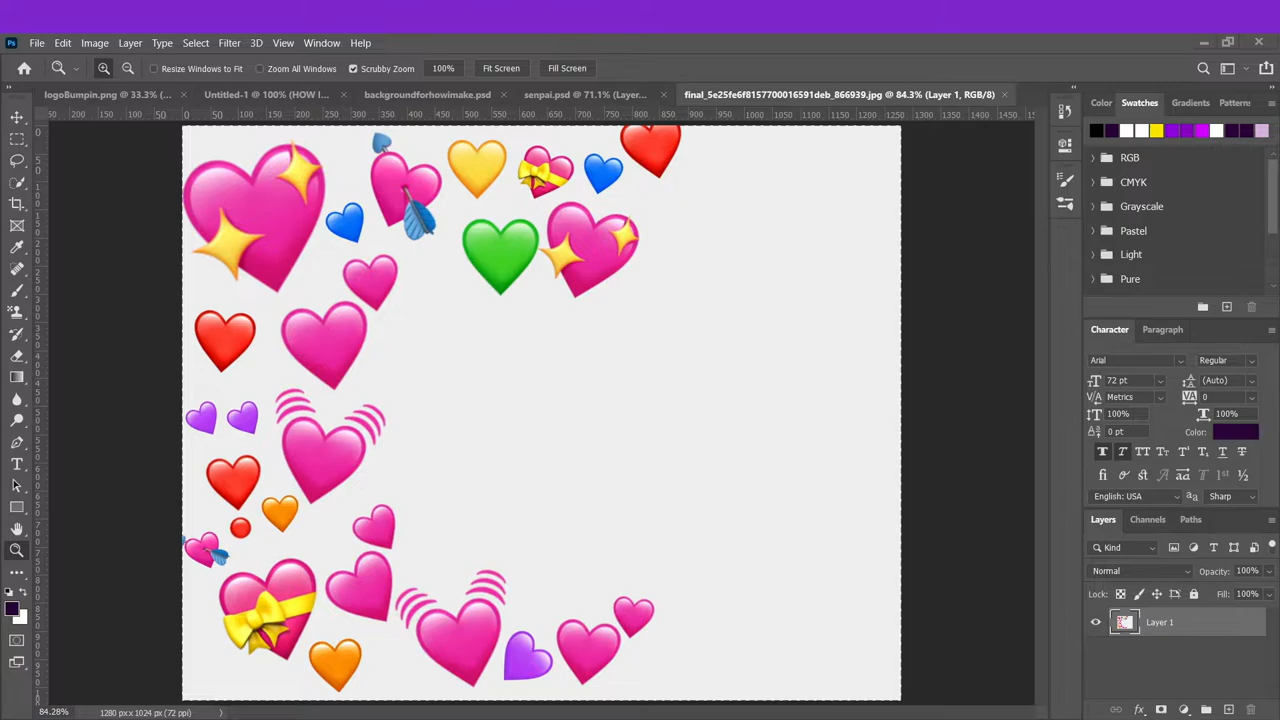 Ps File Edit Image Layer Type Select Filter 3D View Window Help
Resize Windows to Fit Zoom All Windows Scrubby Zoom 100% Fit Screen Fill Screen
logoBumpin.png @ 33.3% (... Untitled-1 @ 100% (HOW I... backgroundforhowimake.psd senpai.psd @ 71.1% (Layer... final_5e25fe6f8157700016591deb_866939.jpg @ 84.3% (Layer 1, RGB/8)
Color Swatches Gradients Patterns
RGB
CMYK
Grayscale
Pastel
Light
Pure
Character Paragraph
Arial Regular
72 pt (Auto)
Metrics 0
100% 100%
0 pt Color:
English: USA Sharp
Layers Channels Paths
Kind
Normal Opacity: 100%
Lock: Fill: 100%
Layer 1
84.28% 1280 px x 1024 px (72 ppi)